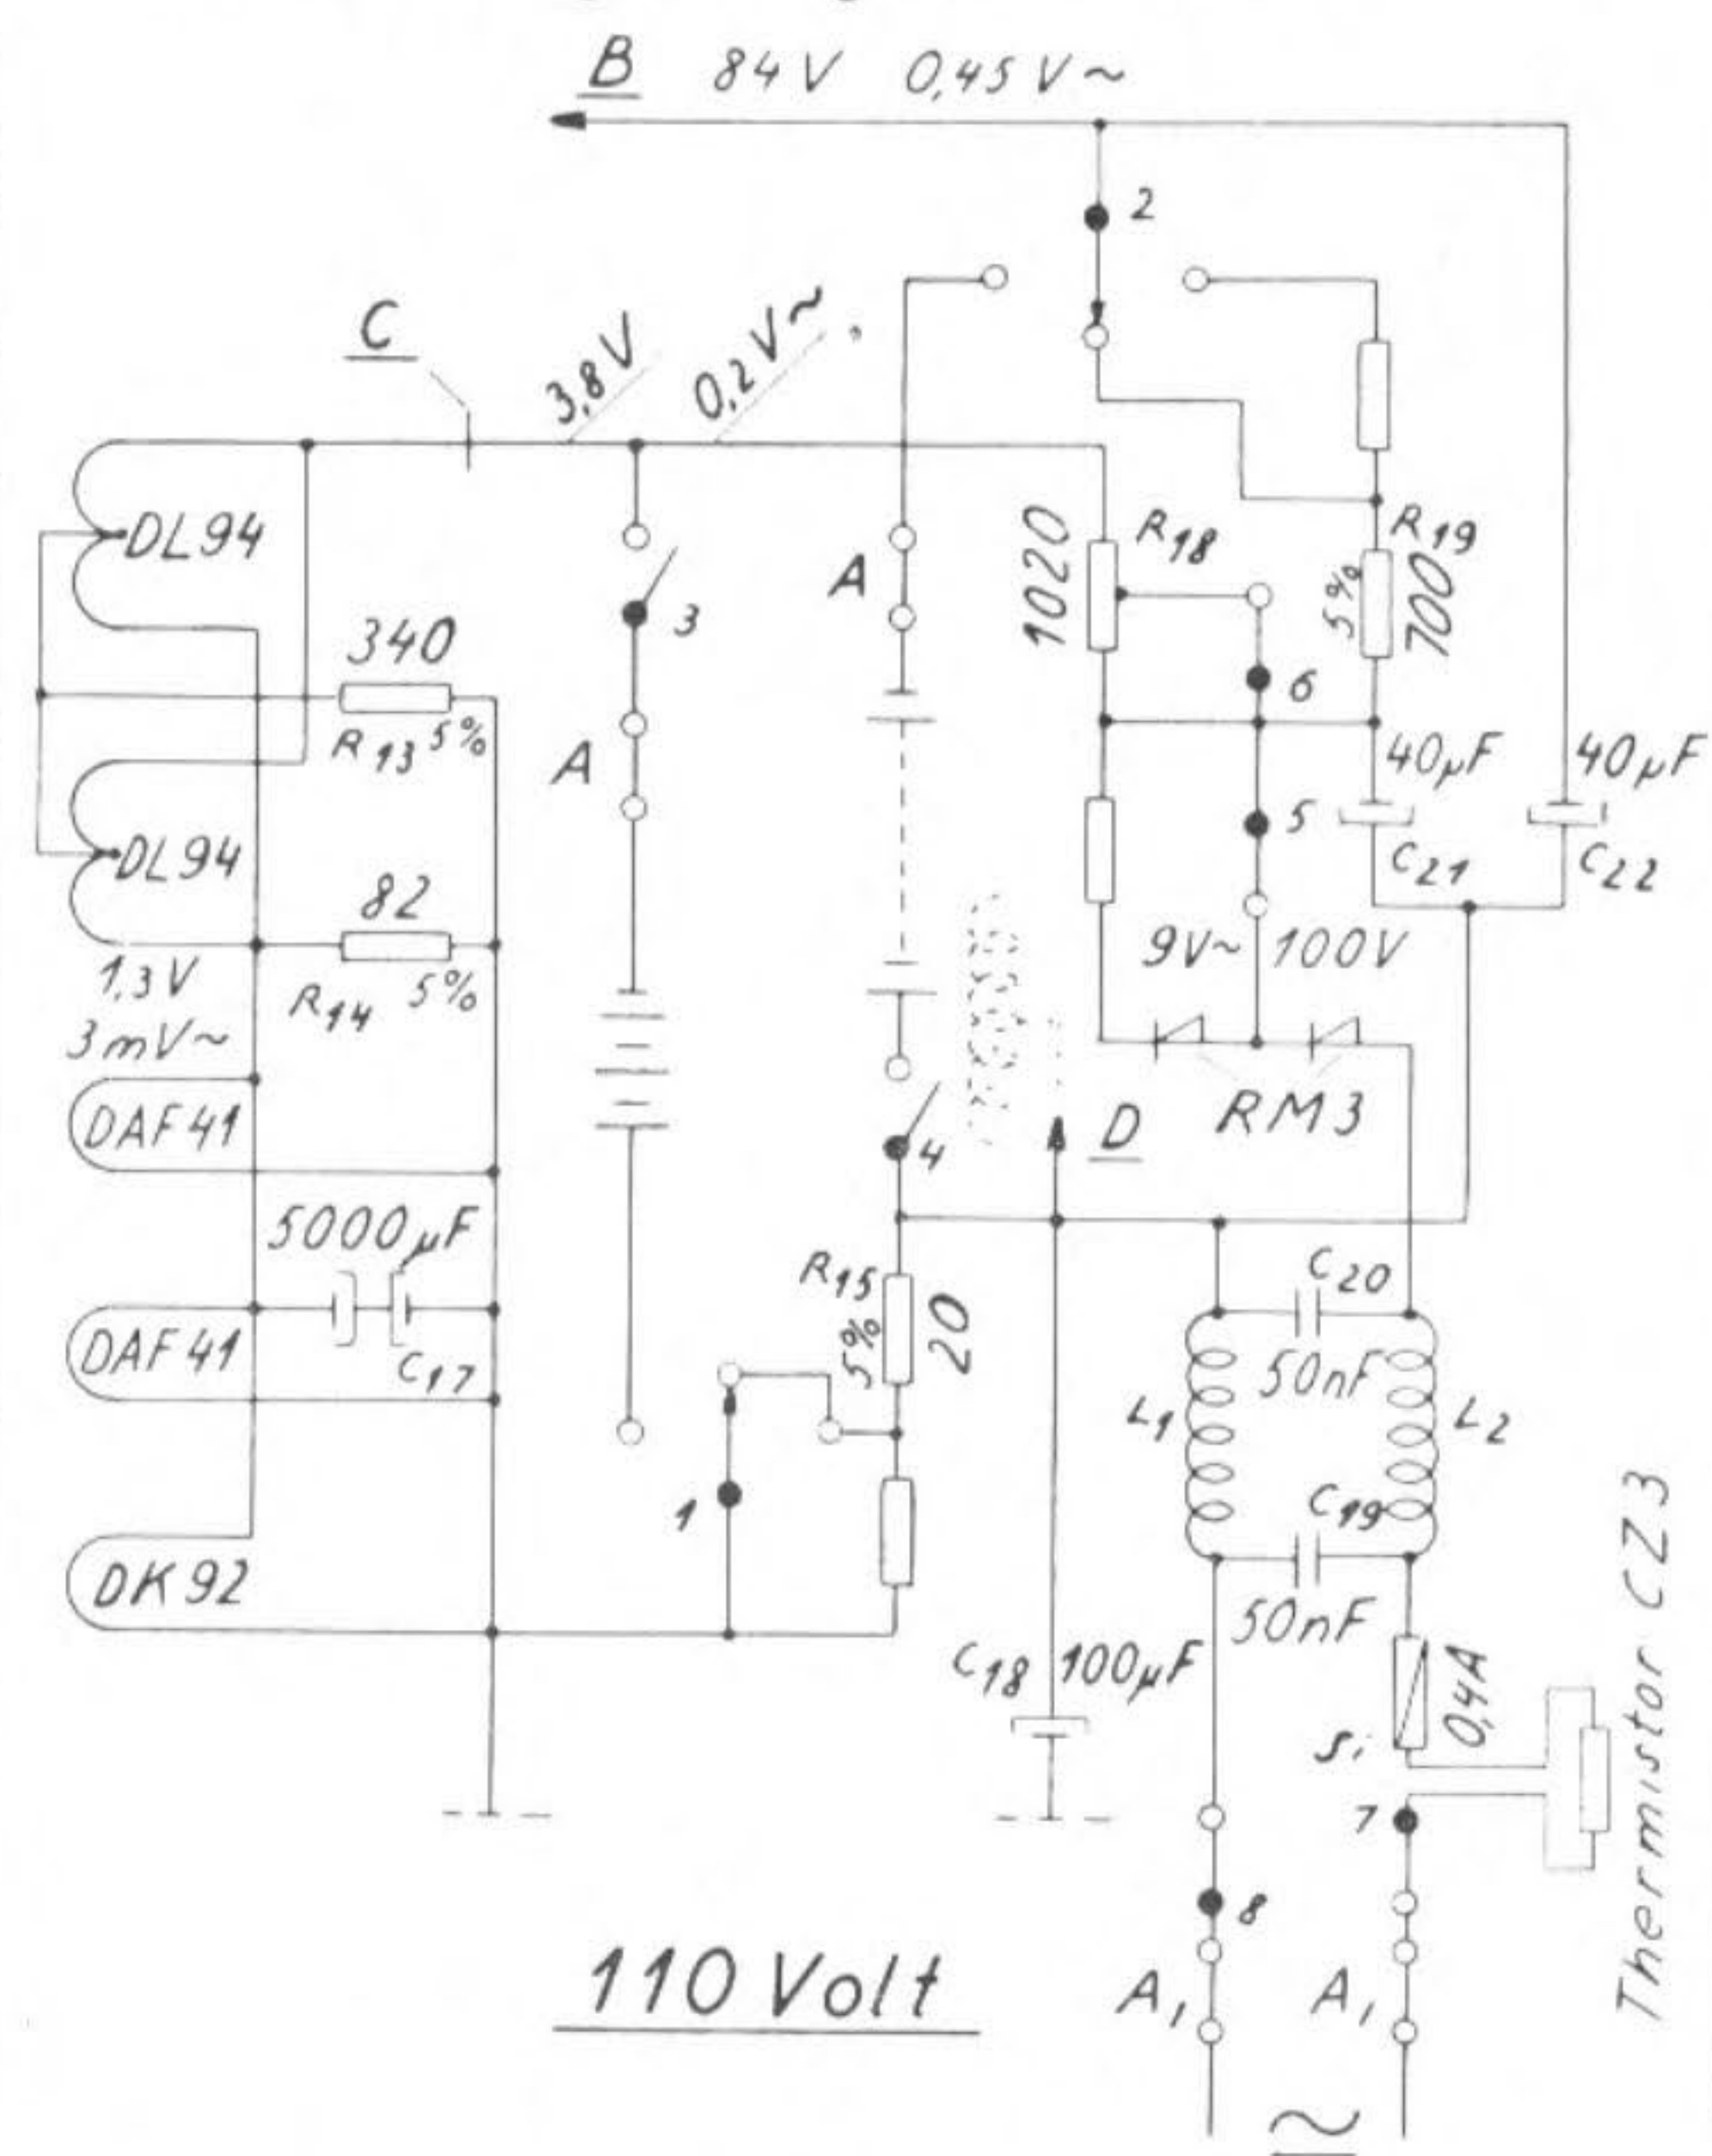 B 84V 0,45V~
2
C
3,8V
0,2V~
DL94
A
1020
R18
R19
5%
700
340
3
6
R13 5%
A
40µF
40µF
5
DL94
C21
C22
82
9V~ 100V
1,3V
R14 5%
3mV~
RM3
DAF41
4
D
5000µF
C20
R15
5%
20
50nF
DAF41
C17
L1
L2
1
C19
DK92
50nF
C18
100µF
0,4A
Si
7
Thermistor CZ3
8
110 Volt
A1
A1
~